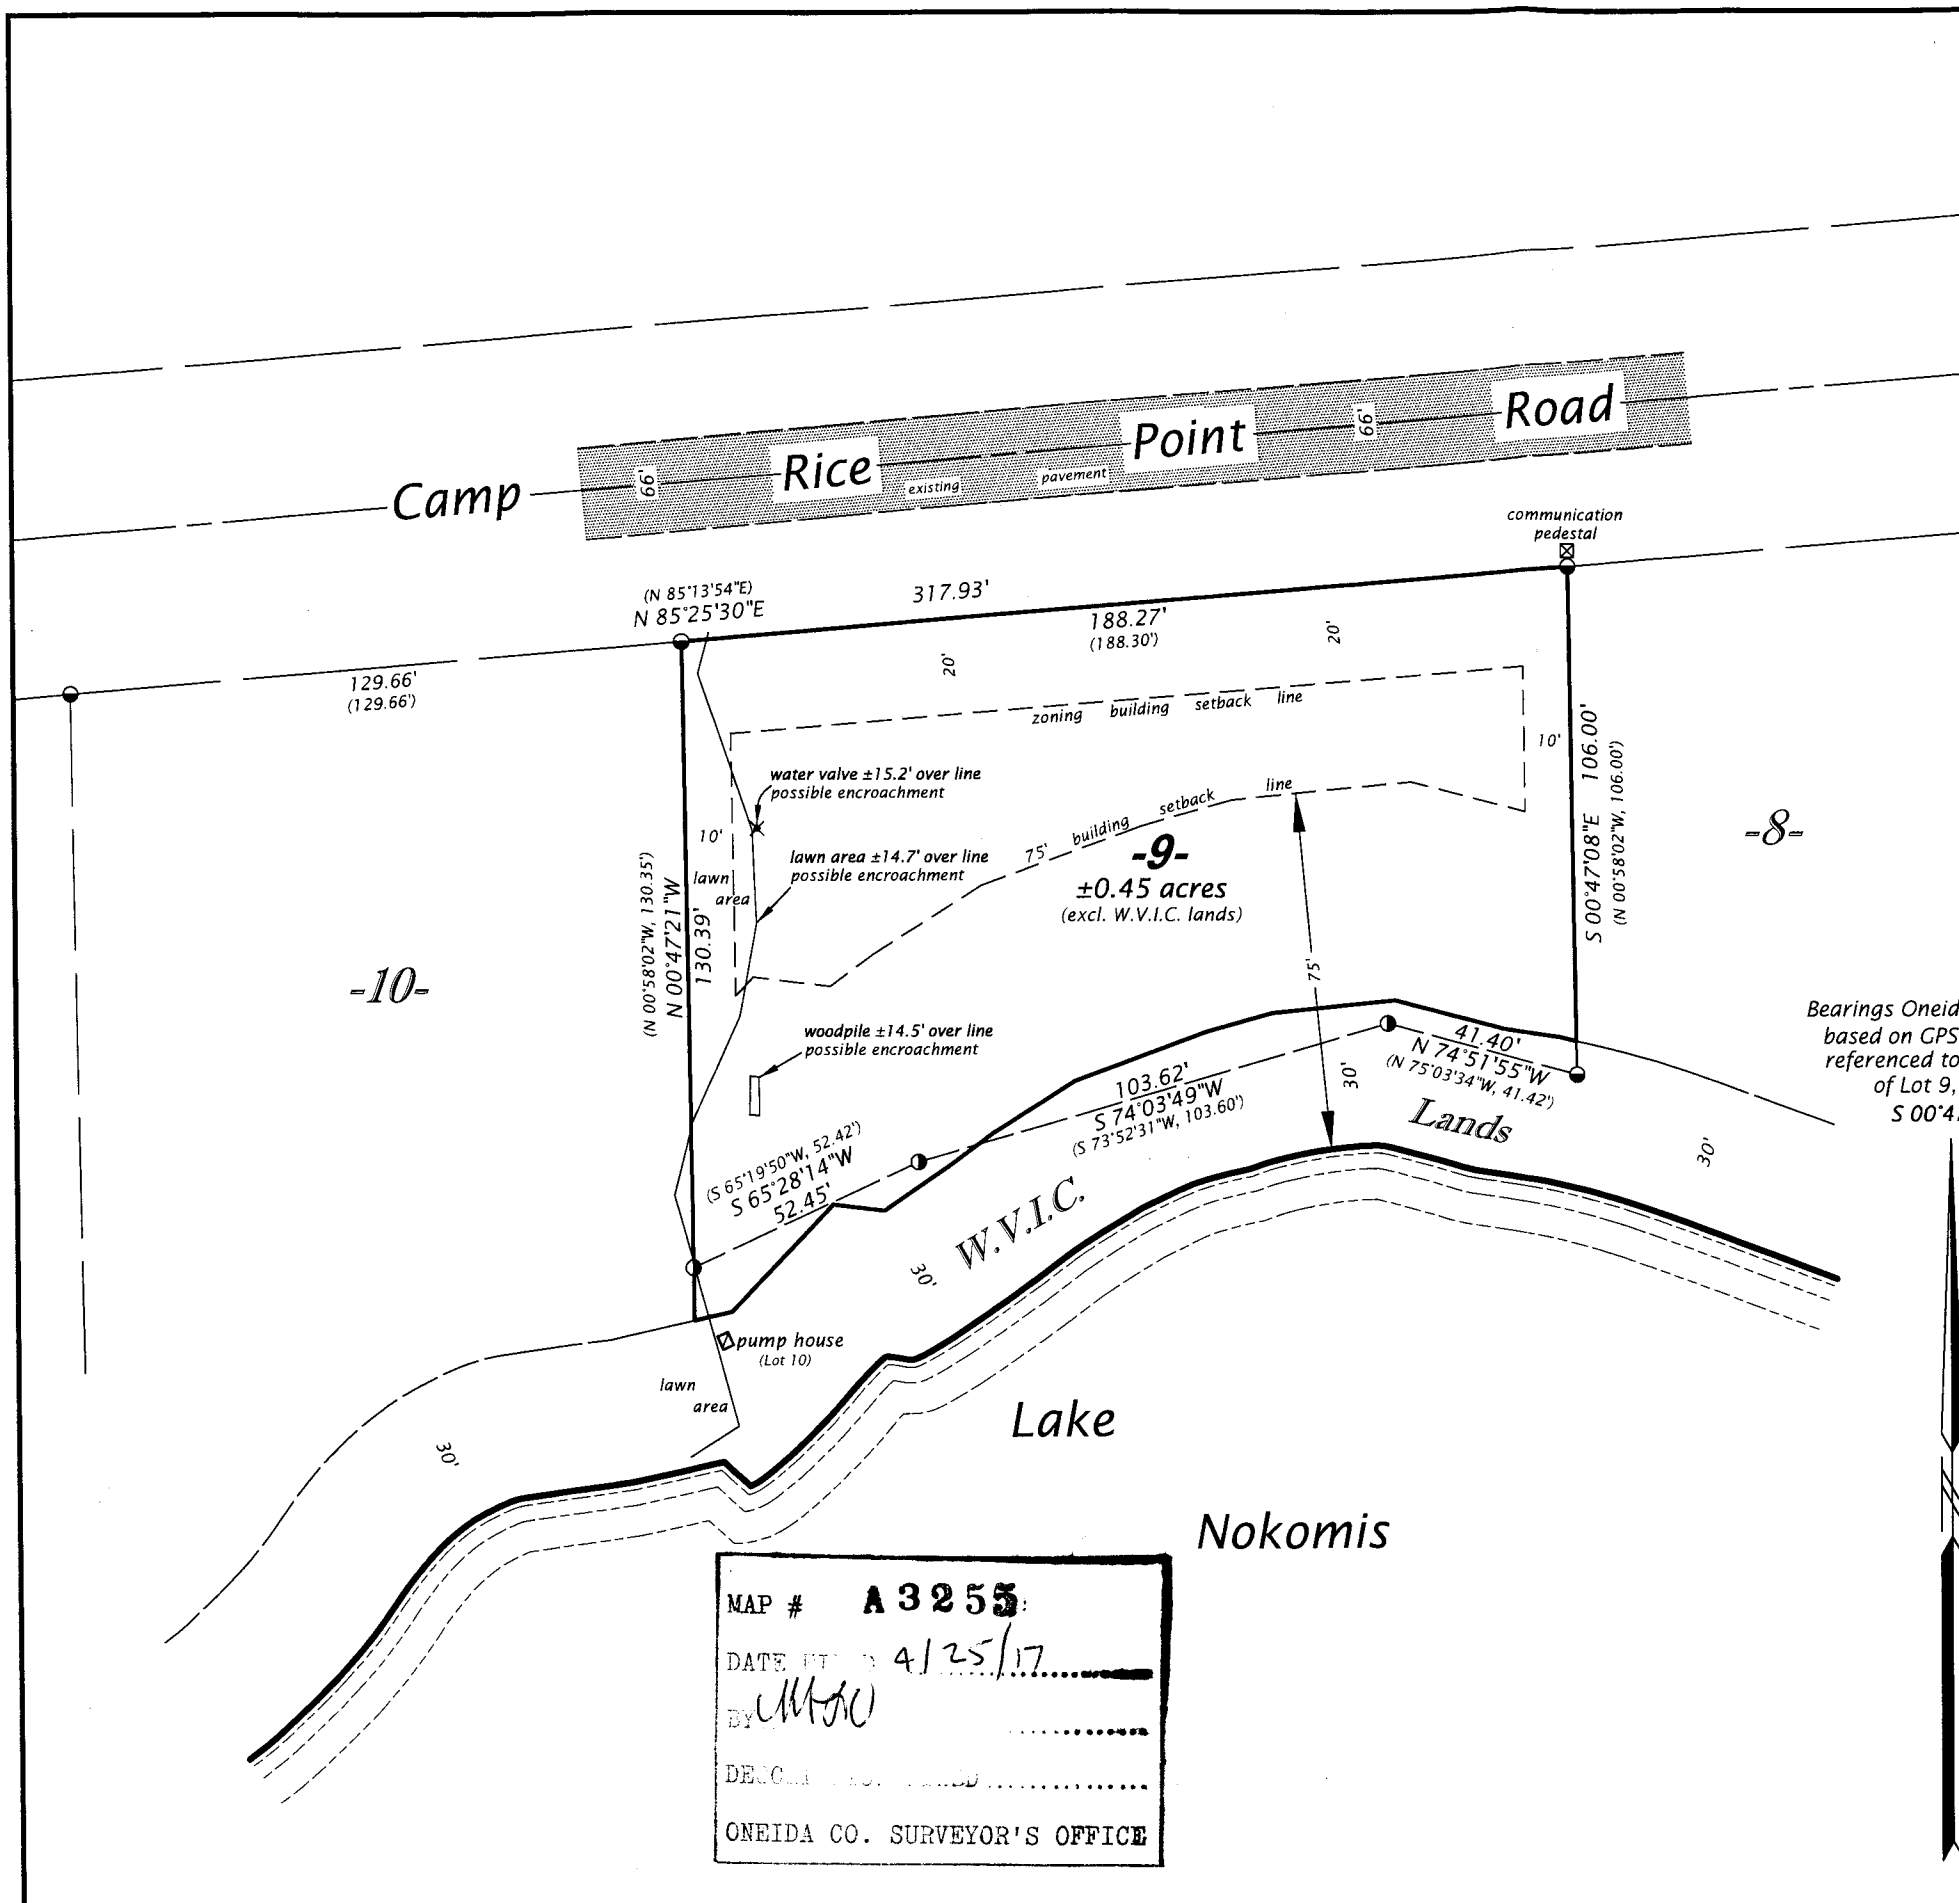 Camp Rice Point Road
66'
66'
existing pavement
communication
pedestal
(N 85°13'54"E)
N 85°25'30"E
317.93'
188.27'
(188.30')
129.66'
(129.66')
20'
20'
zoning building setback line
10'
S 00°47'08"E 106.00'
(N 00°58'02"W, 106.00')
-8-
water valve ±15.2' over line
possible encroachment
10'
lawn
area
lawn area ±14.7' over line
possible encroachment
75' building setback line
-9-
±0.45 acres
(excl. W.V.I.C. lands)
(N 00°58'02"W, 130.35')
N 00°47'21"W
130.39'
-10-
75'
woodpile ±14.5' over line
possible encroachment
Bearings Oneid
based on GPS
referenced to
of Lot 9,
S 00°4
41.40'
N 74°51'55"W
(N 75°03'34"W, 41.42')
103.62'
S 74°03'49"W
(S 73°52'31"W, 103.60')
30'
(S 65°19'50"W, 52.42')
S 65°28'14"W
52.45'
W.V.I.C. Lands
30'
30'
pump house
(Lot 10)
lawn
area
30'
Lake
Nokomis
MAP # A3255
DATE 4/25/17
BY
ONEIDA CO. SURVEYOR'S OFFICE